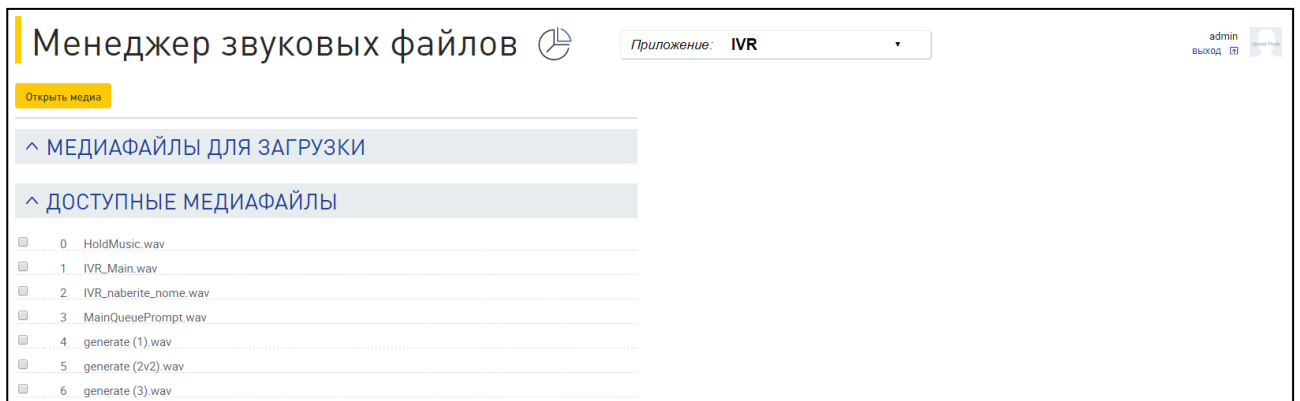 Менеджер звуковых файлов
Приложение: IVR
admin
выход
Открыть медиа
МЕДИАФАЙЛЫ ДЛЯ ЗАГРУЗКИ
ДОСТУПНЫЕ МЕДИАФАЙЛЫ
0 HoldMusic.wav
1 IVR_Main.wav
2 IVR_naberite_nome.wav
3 MainQueuePrompt.wav
4 generate (1).wav
5 generate (2v2).wav
6 generate (3).wav